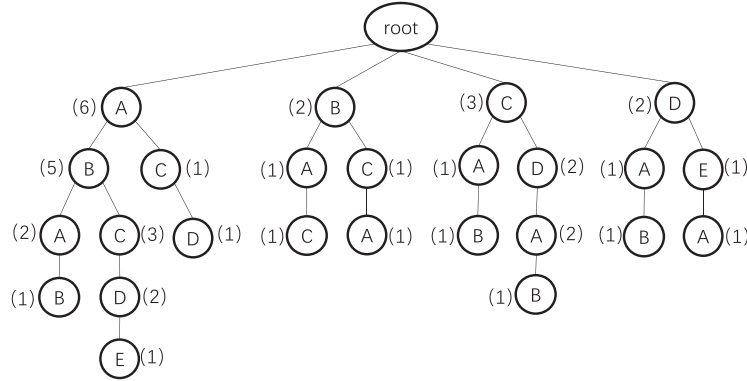 root
(6) A (2) B (3) C (2) D
(5) B C (1) (1) A C (1) (1) A D (2) (1) A E (1)
(2) A C (3) D (1) (1) C A (1) (1) B A (2) (1) B A (1)
(1) B D (2) (1) B
E (1)